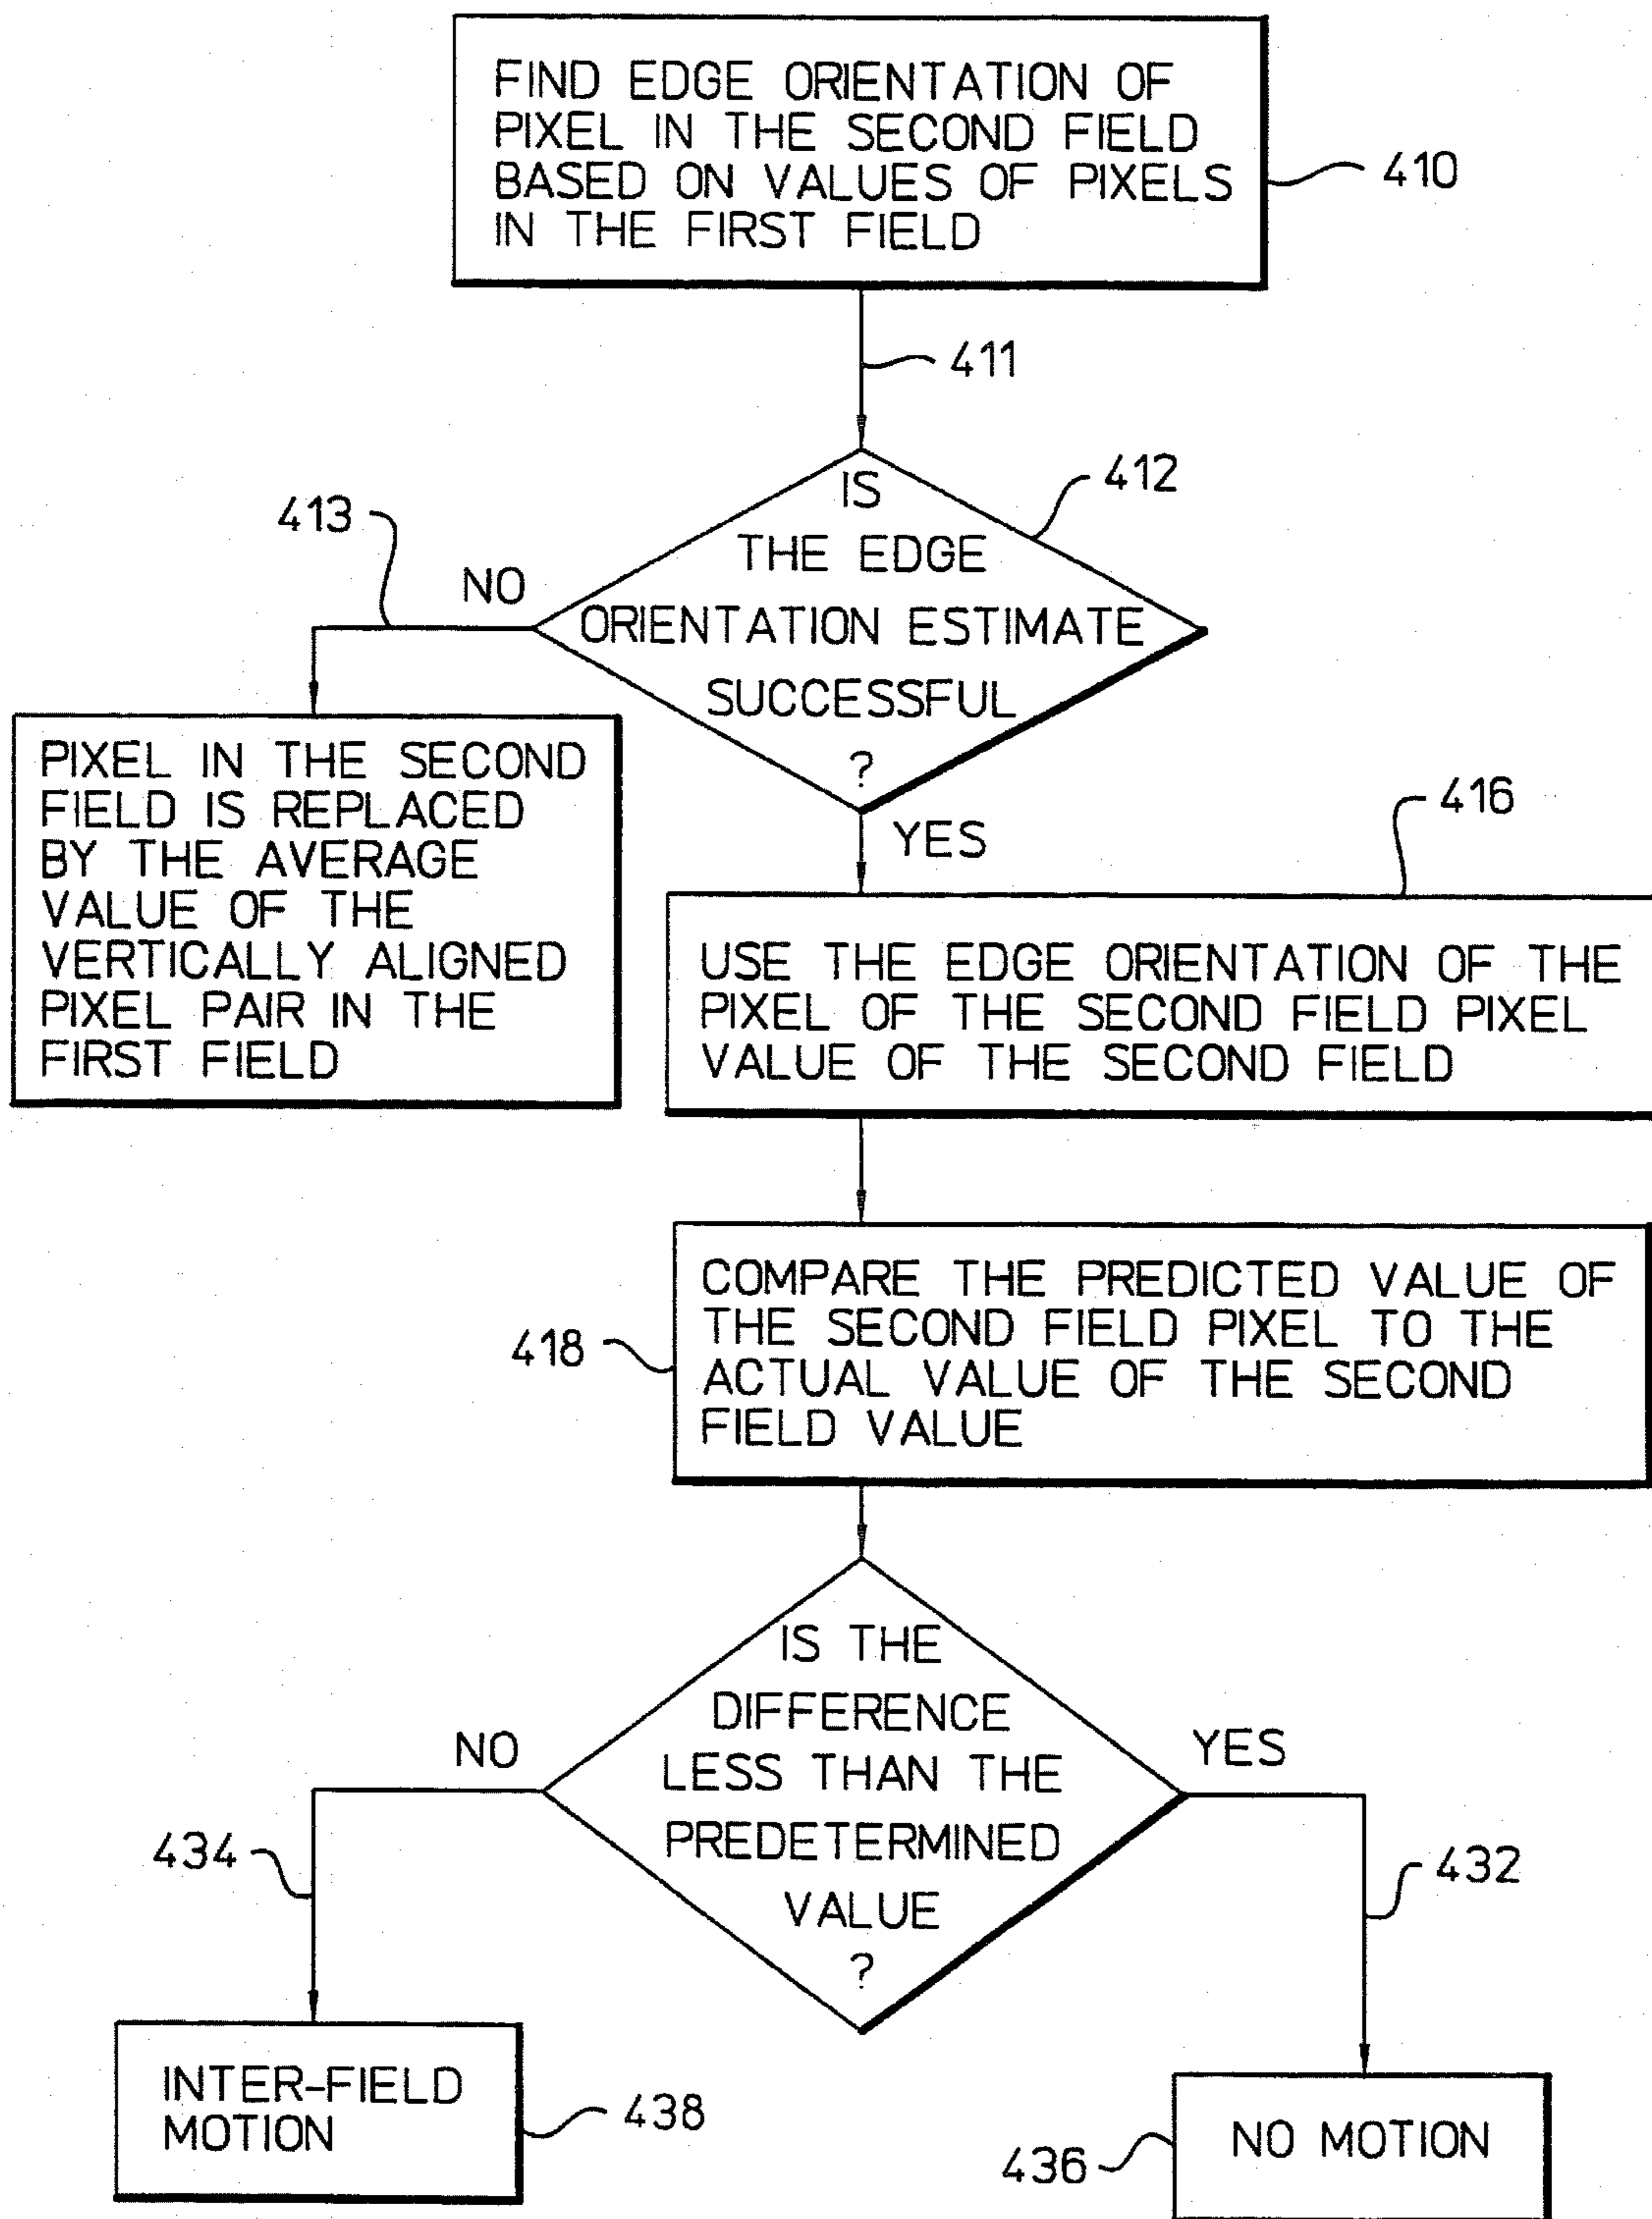 FIND EDGE ORIENTATION OF
PIXEL IN THE SECOND FIELD
BASED ON VALUES OF PIXELS
IN THE FIRST FIELD
410
411
IS
THE EDGE
ORIENTATION ESTIMATE
SUCCESSFUL
?
412
413
NO
YES
PIXEL IN THE SECOND
FIELD IS REPLACED
BY THE AVERAGE
VALUE OF THE
VERTICALLY ALIGNED
PIXEL PAIR IN THE
FIRST FIELD
416
USE THE EDGE ORIENTATION OF THE
PIXEL OF THE SECOND FIELD PIXEL
VALUE OF THE SECOND FIELD
COMPARE THE PREDICTED VALUE OF
THE SECOND FIELD PIXEL TO THE
ACTUAL VALUE OF THE SECOND
FIELD VALUE
418
IS THE
DIFFERENCE
LESS THAN THE
PREDETERMINED
VALUE
?
NO
YES
434
432
INTER-FIELD
MOTION
438
NO MOTION
436